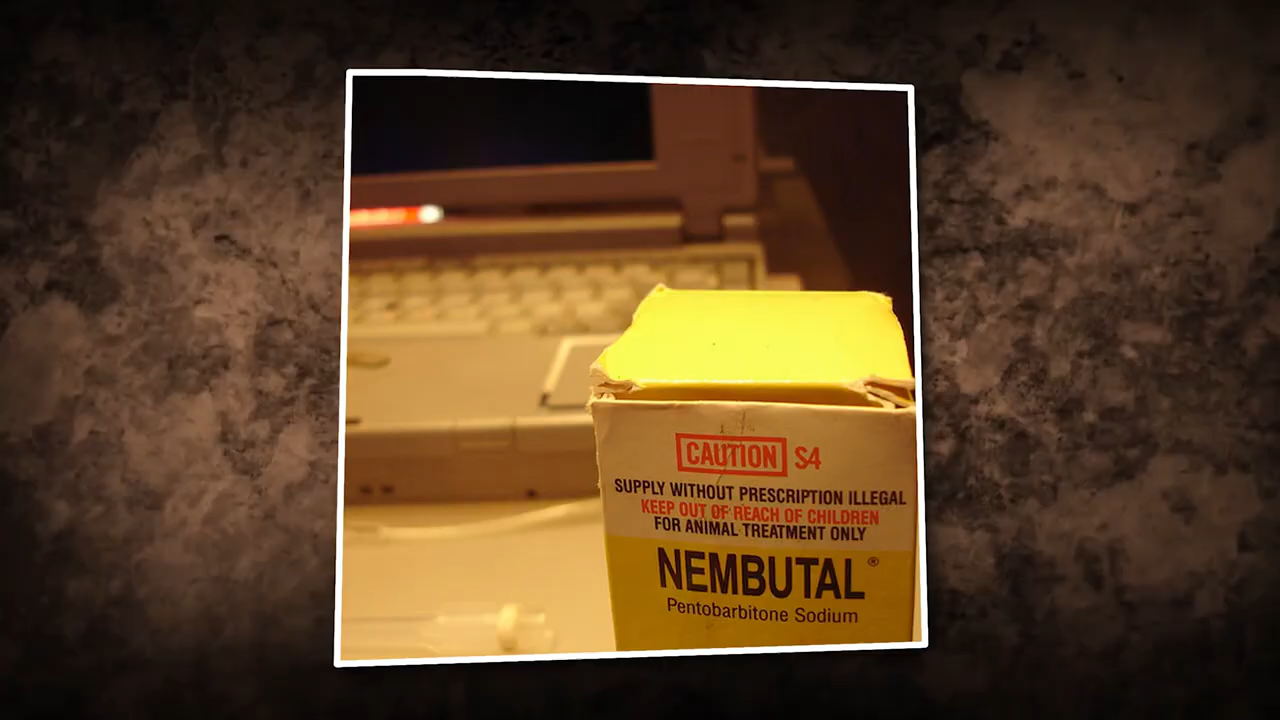 CAUTION S4
SUPPLY WITHOUT PRESCRIPTION ILLEGAL
KEEP OUT OF REACH OF CHILDREN
FOR ANIMAL TREATMENT ONLY
NEMBUTAL®
Pentobarbitone Sodium